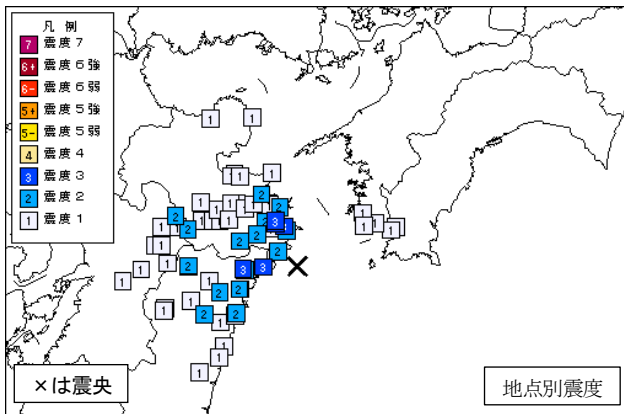 凡 例
7 震度7
6+ 震度6強
6- 震度6弱
5+ 震度5強
5- 震度5弱
4 震度4
3 震度3
2 震度2
1 震度1
×は震央
地点別震度